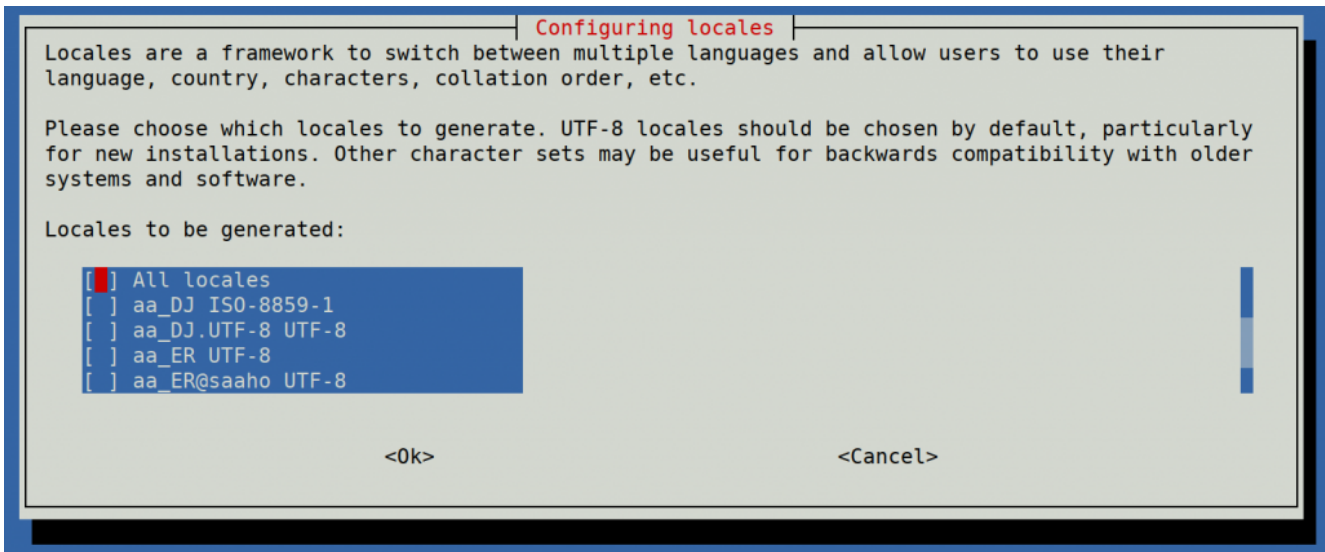 Configuring locales
Locales are a framework to switch between multiple languages and allow users to use their
language, country, characters, collation order, etc.
Please choose which locales to generate. UTF-8 locales should be chosen by default, particularly
for new installations. Other character sets may be useful for backwards compatibility with older
systems and software.
Locales to be generated:
[ ] All locales
[ ] aa_DJ ISO-8859-1
[ ] aa_DJ.UTF-8 UTF-8
[ ] aa_ER UTF-8
[ ] aa_ER@saaho UTF-8
<Ok> <Cancel>